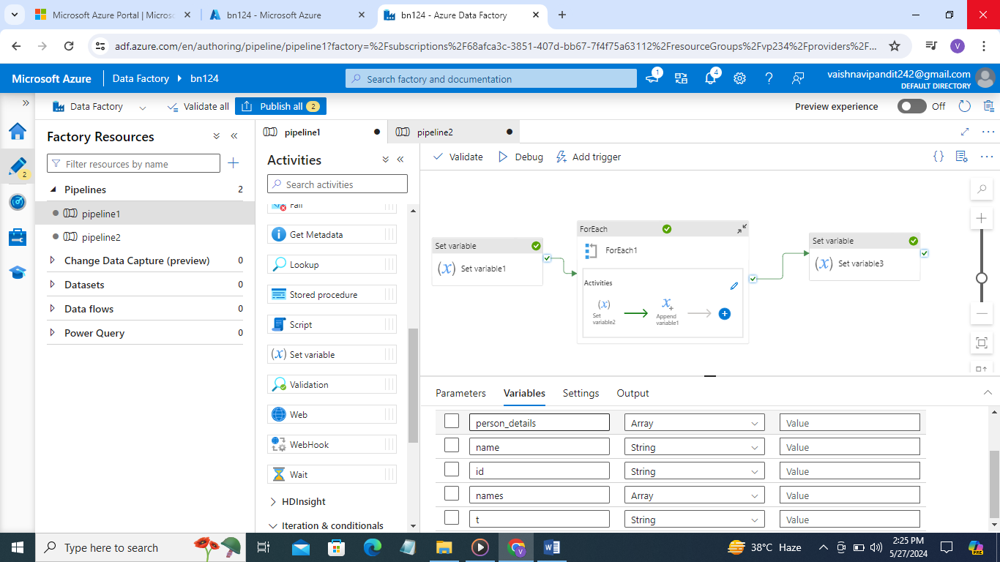 Microsoft Azure Portal | Micros
bn124 - Microsoft Azure
bn124 - Azure Data Factory
adf.azure.com/en/authoring/pipeline/pipeline1?factory=%2Fsubscriptions%2F68afca3c-3851-407d-bb67-7f4f75a63112%2FresourceGroups%2Fvp234%2Fproviders%2F...
V
Microsoft Azure
Data Factory
bn124
Search factory and documentation
1
4
vaishnavipandit242@gmail.com
DEFAULT DIRECTORY
Data Factory
Validate all
Publish all
2
Preview experience
Off
2
Factory Resources
Filter resources by name
Pipelines 2
pipeline1
pipeline2
Change Data Capture (preview) 0
Datasets 0
Data flows 0
Power Query 0
pipeline1
pipeline2
Activities
Search activities
Fail
Get Metadata
Lookup
Stored procedure
Script
Set variable
Validation
Web
WebHook
Wait
HDInsight
Iteration & conditionals
Validate
Debug
Add trigger
Set variable
(x) Set variable1
ForEach
ForEach1
Activities
(x)
Set
variable2
X+
Append
variable1
Set variable
(x) Set variable3
Parameters
Variables
Settings
Output
person_details Array Value
name String Value
id String Value
names Array Value
t String Value
Type here to search
38°C Haze
2:25 PM
5/27/2024
PRE